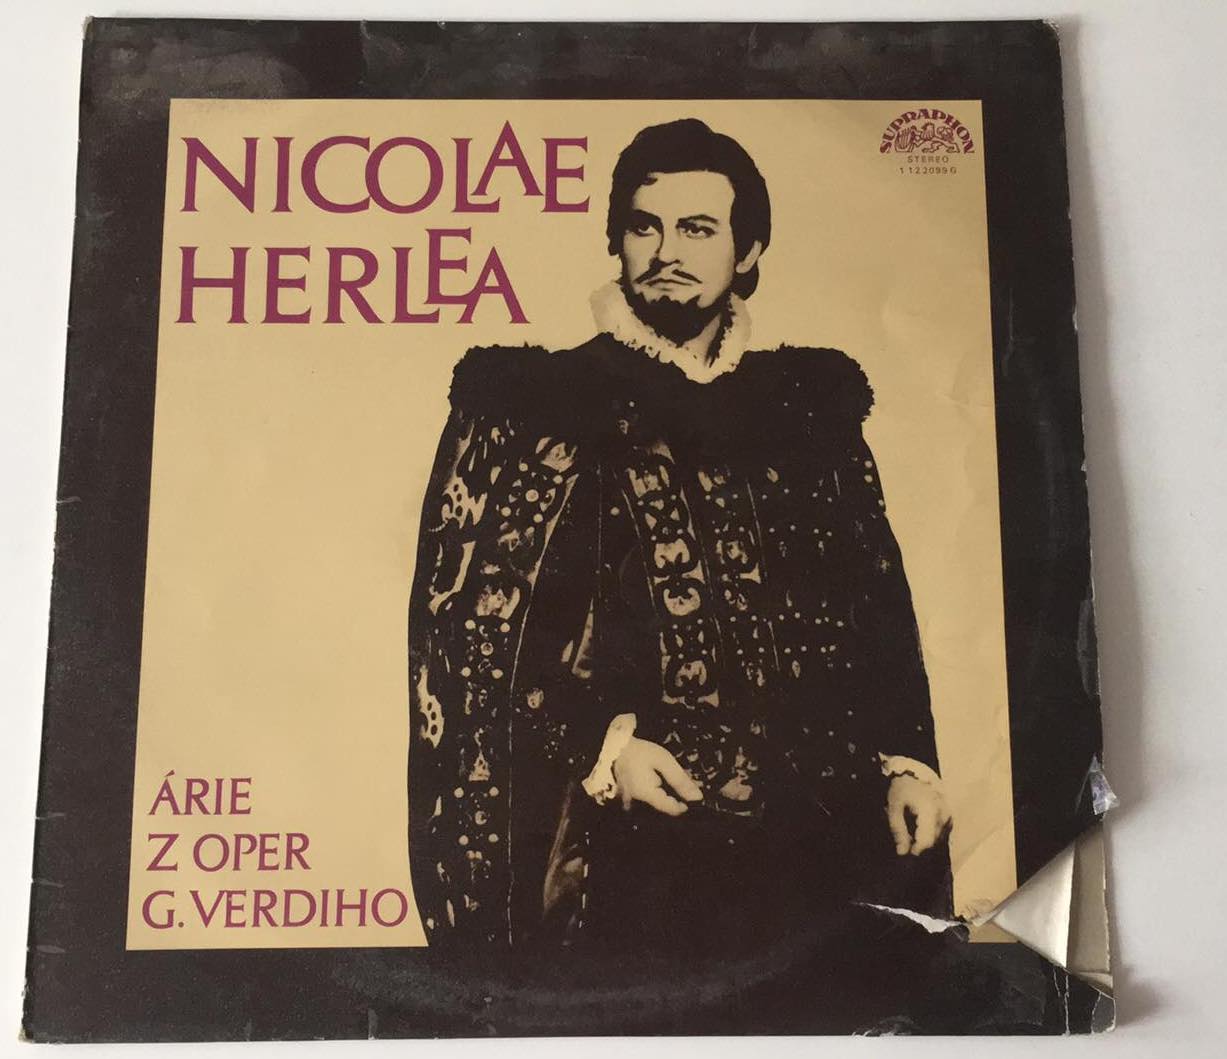 NICOLAE
HERLEA
SUPRAPHON
STEREO
1 12 2099 G
ÁRIE
Z OPER
G. VERDIHO